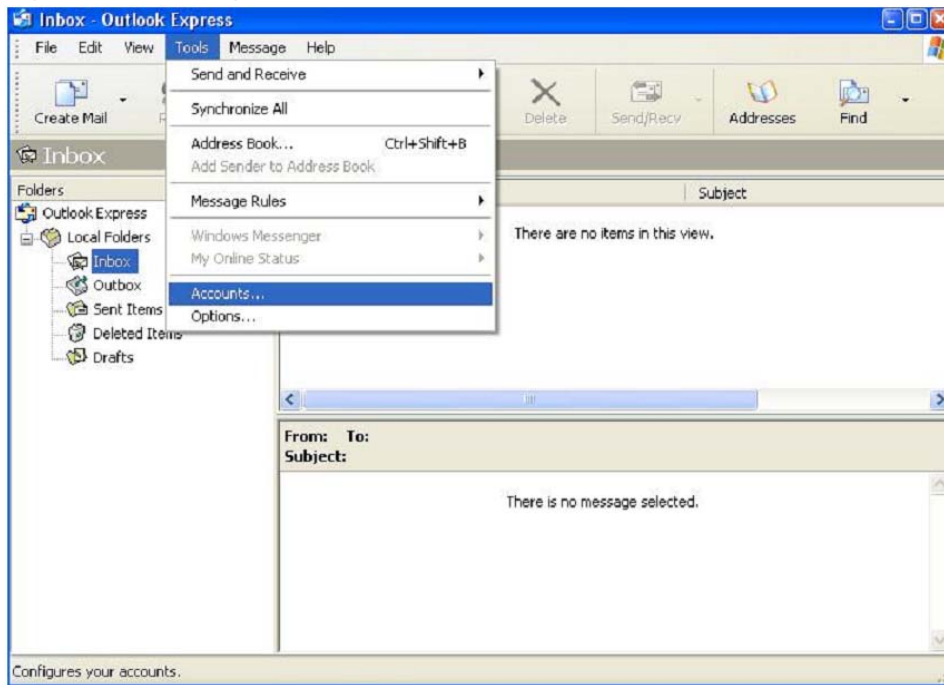 Inbox - Outlook Express
File Edit View Tools Message Help
Create Mail
Delete
Send/Recv
Addresses
Find
Send and Receive
Synchronize All
Address Book... Ctrl+Shift+B
Add Sender to Address Book
Message Rules
Windows Messenger
My Online Status
Accounts...
Options...
Inbox
Folders
Outlook Express
Local Folders
Inbox
Outbox
Sent Items
Deleted Items
Drafts
Subject
There are no items in this view.
From: To:
Subject:
There is no message selected.
Configures your accounts.